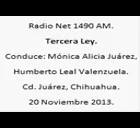 Radio Net 1490 AM.
Tercera Ley.
Conduce: Mónica Alicia Juárez,
Humberto Leal Valenzuela.
Cd. Juárez, Chihuahua.
20 Noviembre 2013.